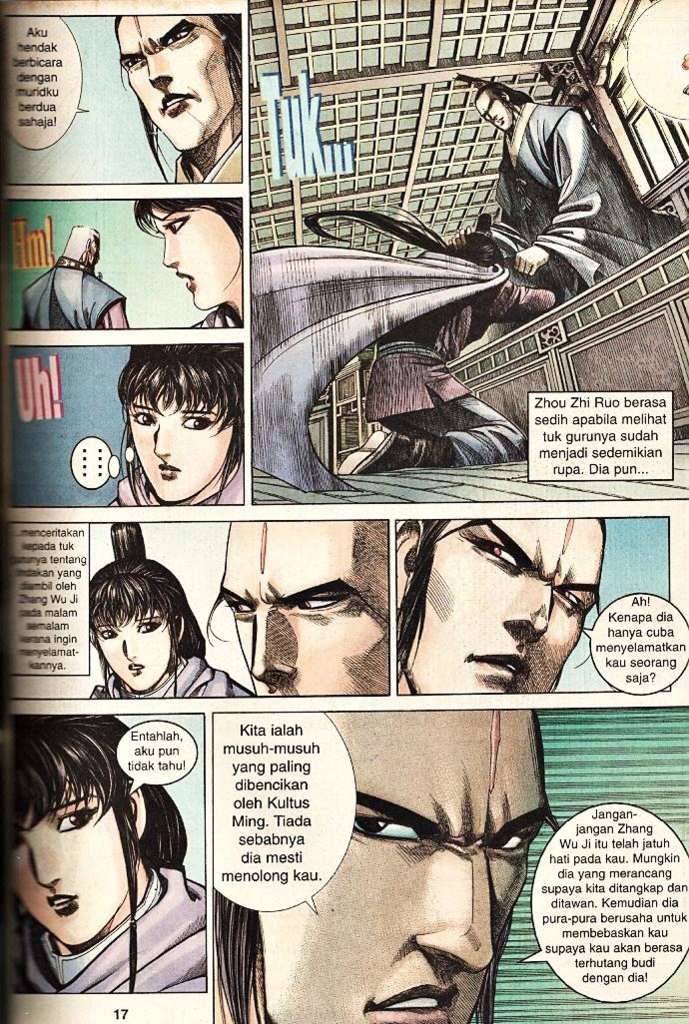 Aku
hendak
berbicara
dengan
muridku
berdua
sahaja!
Tuk...
Hm!
Uh!
Zhou Zhi Ruo berasa
sedih apabila melihat
tuk gurunya sudah
menjadi sedemikian
rupa. Dia pun...
...menceritakan
kepada tuk
gurunya tentang
tindakan yang
diambil oleh
Zhang Wu Ji
pada malam
semalam
kerana ingin
menyelamat-
kannya.
Ah!
Kenapa dia
hanya cuba
menyelamatkan
kau seorang
saja?
Entahlah,
aku pun
tidak tahu!
Kita ialah
musuh-musuh
yang paling
dibencikan
oleh Kultus
Ming. Tiada
sebabnya
dia mesti
menolong kau.
Jangan-
jangan Zhang
Wu Ji itu telah jatuh
hati pada kau. Mungkin
dia yang merancang
supaya kita ditangkap dan
ditawan. Kemudian dia
pura-pura berusaha untuk
membebaskan kau
supaya kau akan berasa
terhutang budi
dengan dia!
17